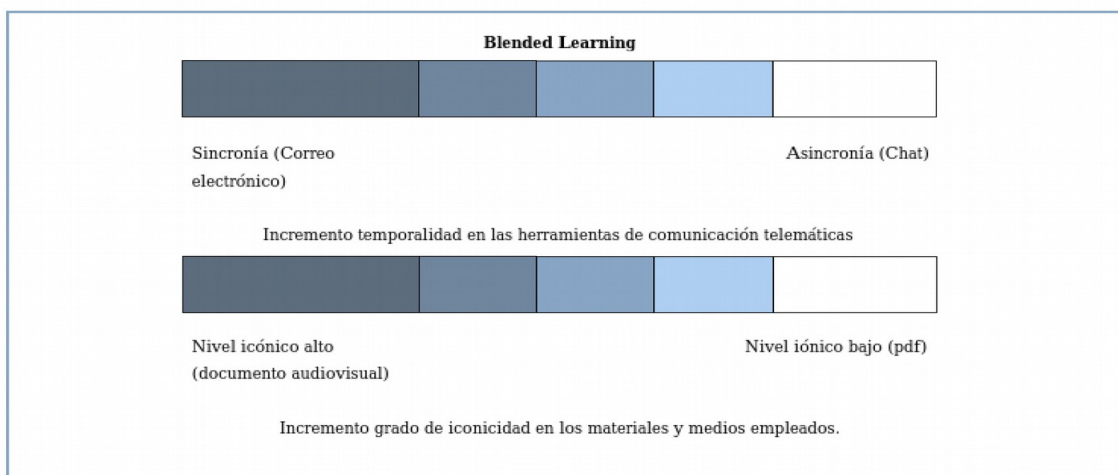 Blended Learning
Sincronía (Correo
electrónico)
Asincronía (Chat)
Incremento temporalidad en las herramientas de comunicación telemáticas
Nivel icónico alto
(documento audiovisual)
Nivel iónico bajo (pdf)
Incremento grado de iconicidad en los materiales y medios empleados.